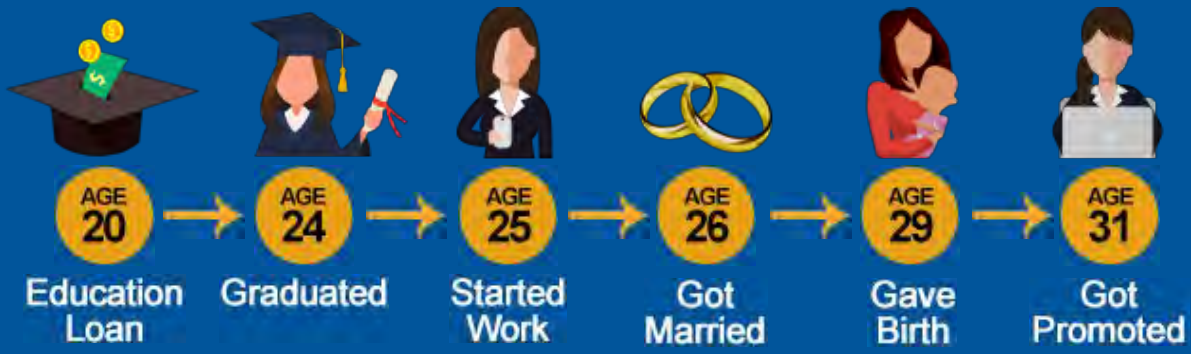 AGE
20
AGE
24
AGE
25
AGE
26
AGE
29
AGE
31
Education
Loan
Graduated
Started
Work
Got
Married
Gave
Birth
Got
Promoted